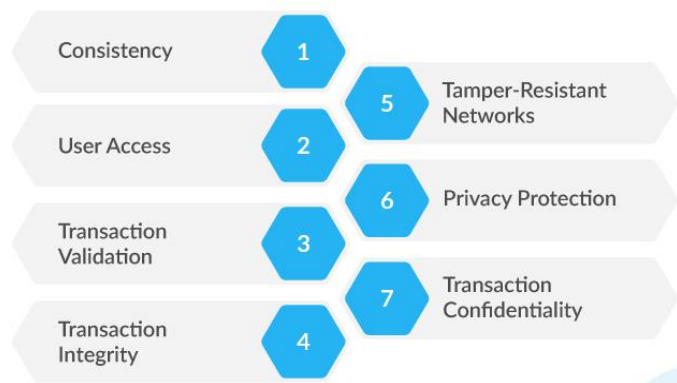 Consistency
1
User Access
2
Transaction
Validation
3
Transaction
Integrity
4
5
Tamper-Resistant
Networks
6
Privacy Protection
7
Transaction
Confidentiality